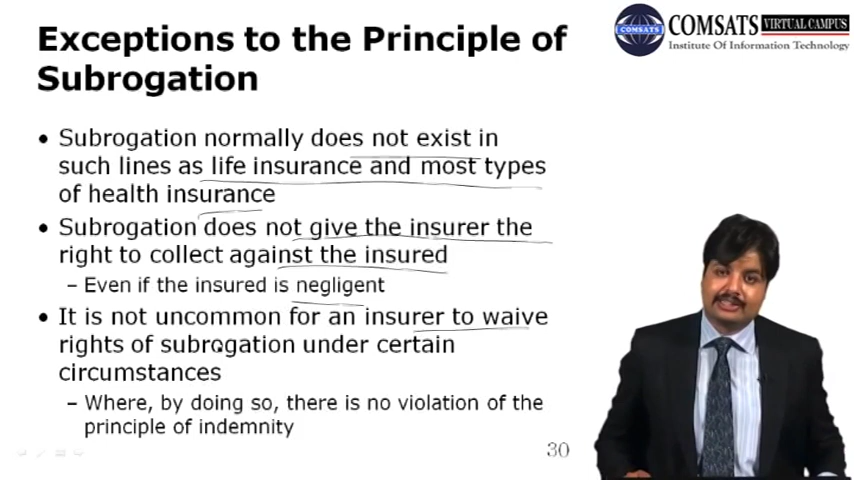 Exceptions to the Principle of
Subrogation
COMSATS
COMSATS VIRTUAL CAMPUS
Institute Of Information Technology
• Subrogation normally does not exist in
such lines as life insurance and most types
of health insurance
• Subrogation does not give the insurer the
right to collect against the insured
– Even if the insured is negligent
• It is not uncommon for an insurer to waive
rights of subrogation under certain
circumstances
– Where, by doing so, there is no violation of the
principle of indemnity
30